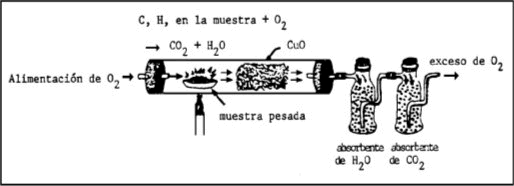 C, H, en la muestra + O₂
→ CO₂ + H₂O
CuO
Alimentación de O₂
exceso de O₂
muestra pesada
absorbente
de H₂O
absorbente
de CO₂